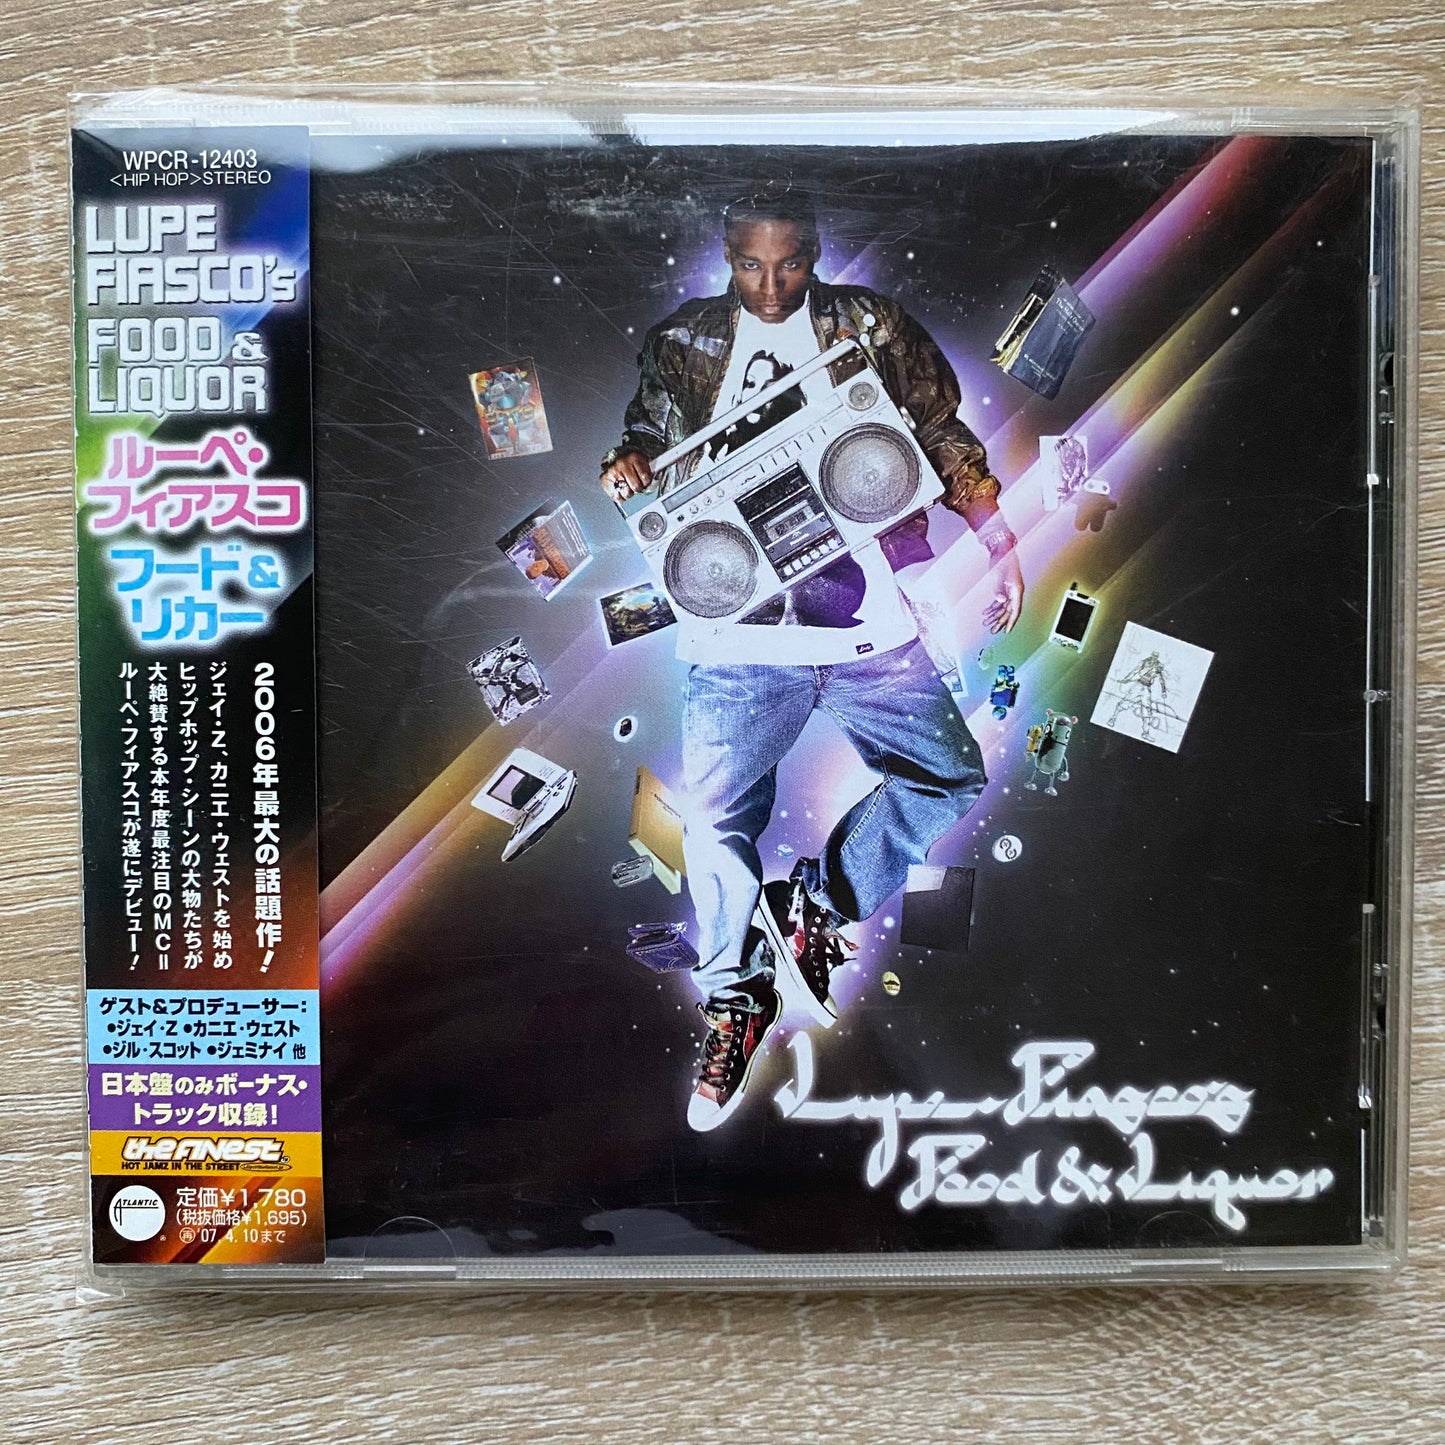 WPCR-12403
<HIP HOP>STEREO
LUPE
FIASCO's
FOOD &
LIQUOR
ルーペ・
フィアスコ
フード&
リカー
2006年最大の話題作!
ジェイ・Z、カニエ・ウェストを始め
ヒップホップ・シーンの大物たちが
大絶賛する本年度最注目のMC=
ルーペ・フィアスコが遂にデビュー!
ゲスト&プロデューサー:
●ジェイ・Z ●カニエ・ウェスト
●ジル・スコット ●ジェミナイ 他
日本盤のみボーナス・
トラック収録!
the FINEST
HOT JAMZ IN THE STREET
ATLANTIC
定価¥1,780
(税抜価格¥1,695)
再'07. 4. 10まで
Lupe Fiasco's
Food & Liquor